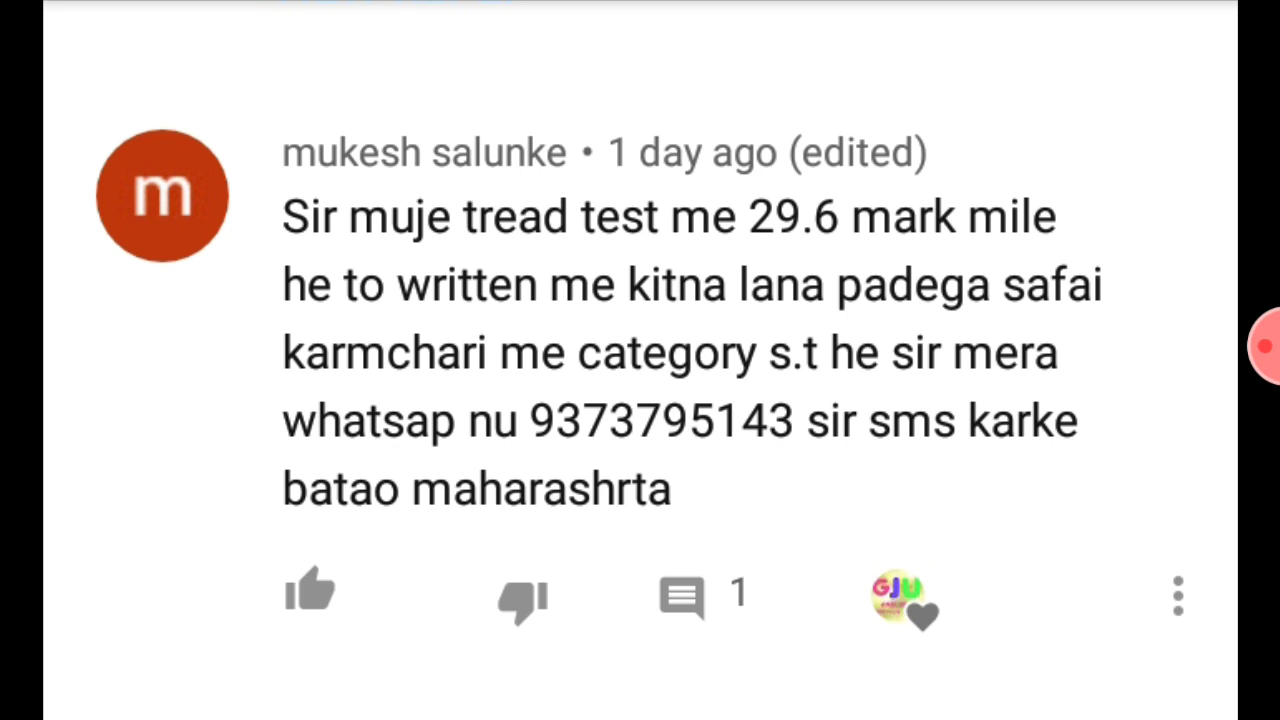 m
mukesh salunke • 1 day ago (edited)
Sir muje tread test me 29.6 mark mile
he to written me kitna lana padega safai
karmchari me category s.t he sir mera
whatsap nu 9373795143 sir sms karke
batao maharashrta
1
GJU